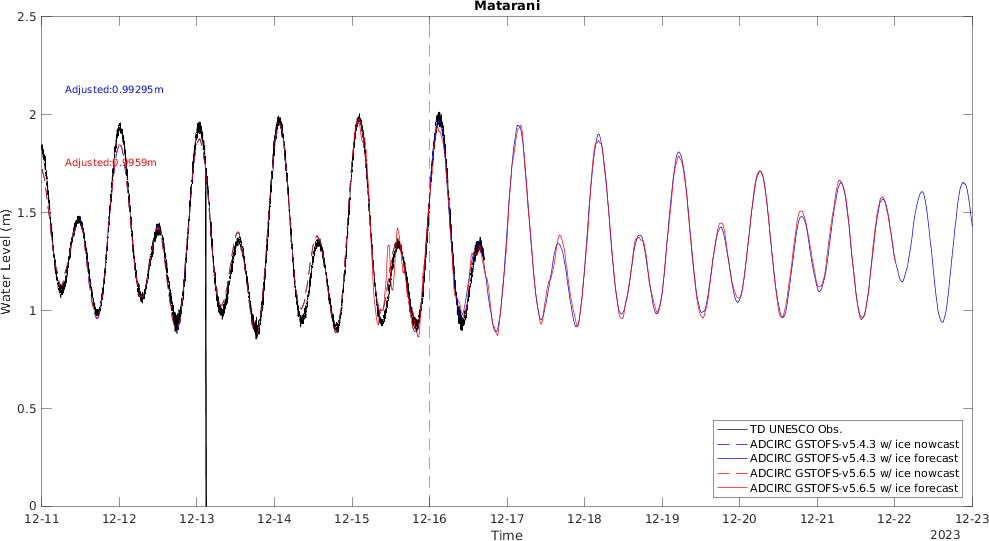 Matarani
2.5
2
1.5
1
0.5
0
Water Level (m)
Adjusted:0.99295m
Adjusted:0.9959m
TD UNESCO Obs.
ADCIRC GSTOFS-v5.4.3 w/ ice nowcast
ADCIRC GSTOFS-v5.4.3 w/ ice forecast
ADCIRC GSTOFS-v5.6.5 w/ ice nowcast
ADCIRC GSTOFS-v5.6.5 w/ ice forecast
12-11 12-12 12-13 12-14 12-15 12-16 12-17 12-18 12-19 12-20 12-21 12-22 12-23
Time
2023